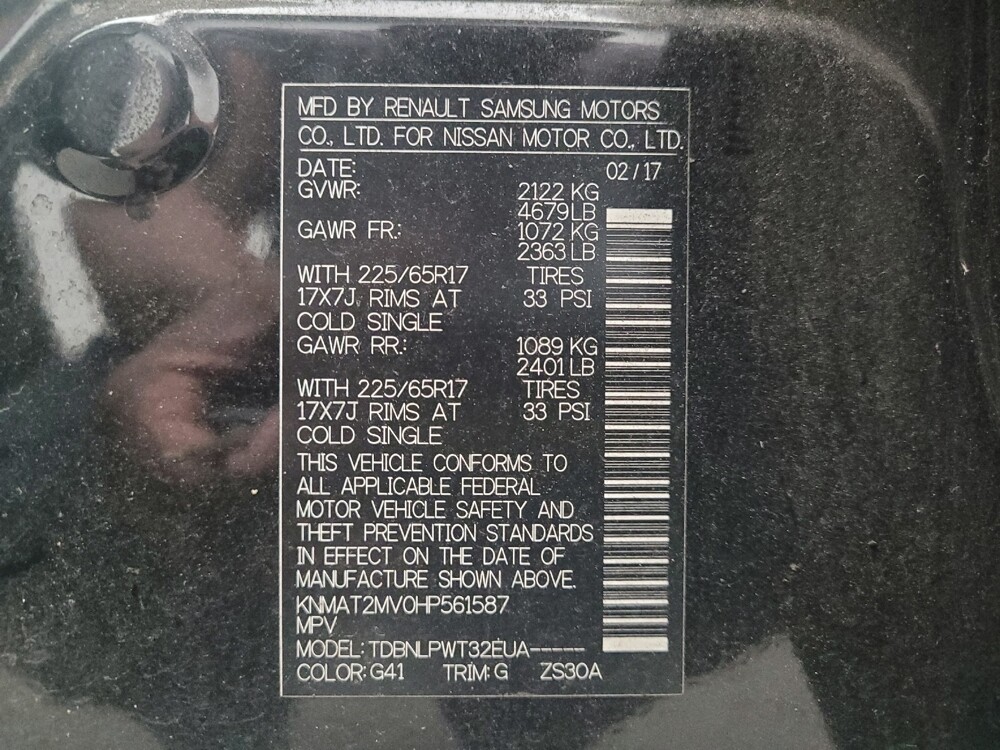 MFD BY RENAULT SAMSUNG MOTORS
CO., LTD. FOR NISSAN MOTOR CO., LTD.
DATE: 02/17
GVWR: 2122 KG
4679LB
GAWR FR.: 1072 KG
2363 LB
WITH 225/65R17 TIRES
17X7J RIMS AT 33 PSI
COLD SINGLE
GAWR RR.: 1089 KG
2401 LB
WITH 225/65R17 TIRES
17X7J RIMS AT 33 PSI
COLD SINGLE
THIS VEHICLE CONFORMS TO
ALL APPLICABLE FEDERAL
MOTOR VEHICLE SAFETY AND
THEFT PREVENTION STANDARDS
IN EFFECT ON THE DATE OF
MANUFACTURE SHOWN ABOVE.
KNMAT2MV0HP561587
MPV
MODEL: TDBNLPWT32EUA-----
COLOR: G41 TRIM: G ZS30A